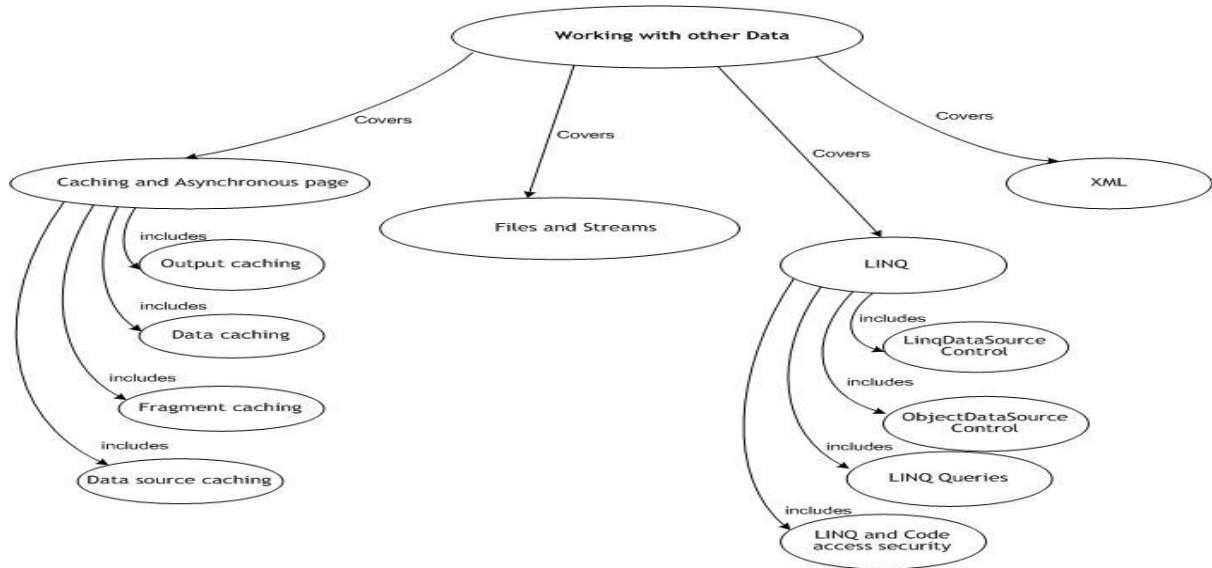 Working with other Data
Covers
Covers
Covers
Covers
Caching and Asynchronous page
Files and Streams
LINQ
XML
includes
Output caching
includes
Data caching
includes
Fragment caching
includes
Data source caching
includes
LinqDataSource
Control
includes
ObjectDataSource
Control
includes
LINQ Queries
includes
LINQ and Code
access security